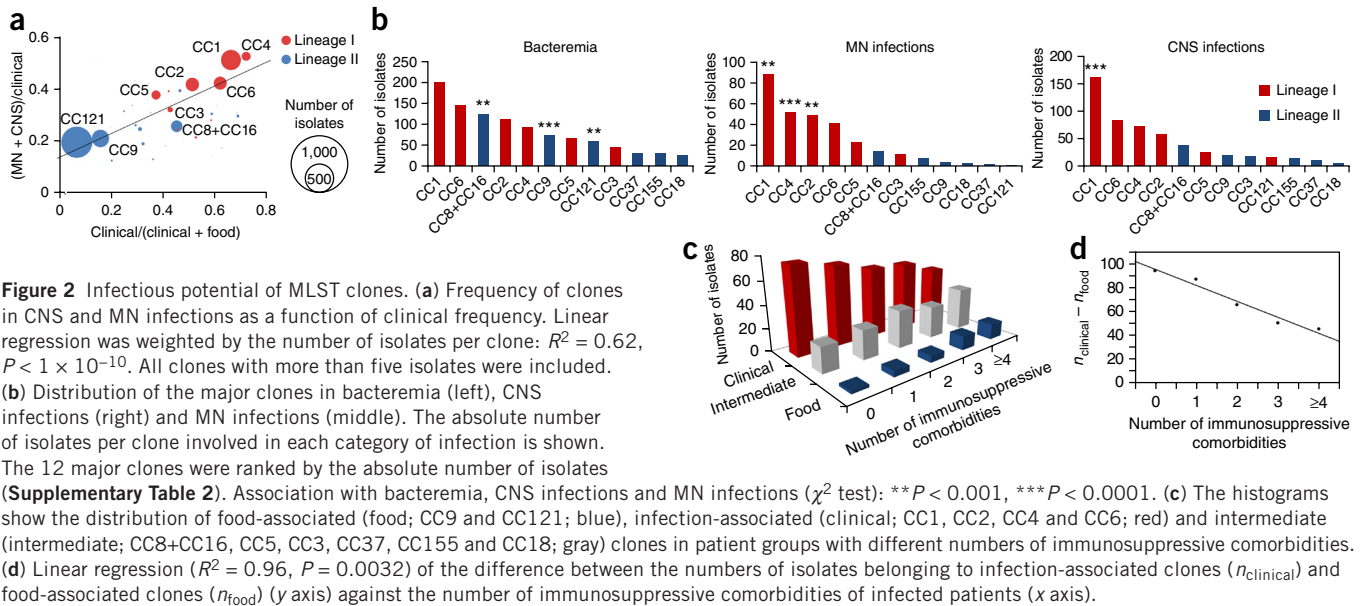 a
0.6
0.4
0.2
0
(MN + CNS)/clinical
CC1
CC4
CC2
CC5
CC6
CC3
CC121
CC8+CC16
CC9
0
0.2
0.4
0.6
0.8
Clinical/(clinical + food)
Lineage I
Lineage II
Number of
isolates
1,000
500
b
Bacteremia
Number of isolates
250
200
150
100
50
0
**
***
**
CC1
CC6
CC8+CC16
CC2
CC4
CC9
CC5
CC121
CC3
CC37
CC155
CC18
MN infections
Number of isolates
100
80
60
40
20
0
**
***
**
CC1
CC4
CC2
CC6
CC5
CC8+CC16
CC3
CC155
CC9
CC18
CC37
CC121
CNS infections
Number of isolates
200
150
100
50
0
***
Lineage I
Lineage II
CC1
CC6
CC4
CC2
CC8+CC16
CC5
CC9
CC3
CC121
CC155
CC37
CC18
c
Number of isolates
80
60
40
20
0
Clinical
Intermediate
Food
0
1
2
3
≥4
Number of immunosuppressive
comorbidities
d
n clinical – n food
100
80
60
40
20
0
0
1
2
3
≥4
Number of immunosuppressive
comorbidities
Figure 2 Infectious potential of MLST clones. (a) Frequency of clones
in CNS and MN infections as a function of clinical frequency. Linear
regression was weighted by the number of isolates per clone: R² = 0.62,
P < 1 × 10⁻¹⁰. All clones with more than five isolates were included.
(b) Distribution of the major clones in bacteremia (left), CNS
infections (right) and MN infections (middle). The absolute number
of isolates per clone involved in each category of infection is shown.
The 12 major clones were ranked by the absolute number of isolates
(Supplementary Table 2). Association with bacteremia, CNS infections and MN infections (χ² test): **P < 0.001, ***P < 0.0001. (c) The histograms
show the distribution of food-associated (food; CC9 and CC121; blue), infection-associated (clinical; CC1, CC2, CC4 and CC6; red) and intermediate
(intermediate; CC8+CC16, CC5, CC3, CC37, CC155 and CC18; gray) clones in patient groups with different numbers of immunosuppressive comorbidities.
(d) Linear regression (R² = 0.96, P = 0.0032) of the difference between the numbers of isolates belonging to infection-associated clones (n clinical) and
food-associated clones (n food) (y axis) against the number of immunosuppressive comorbidities of infected patients (x axis).